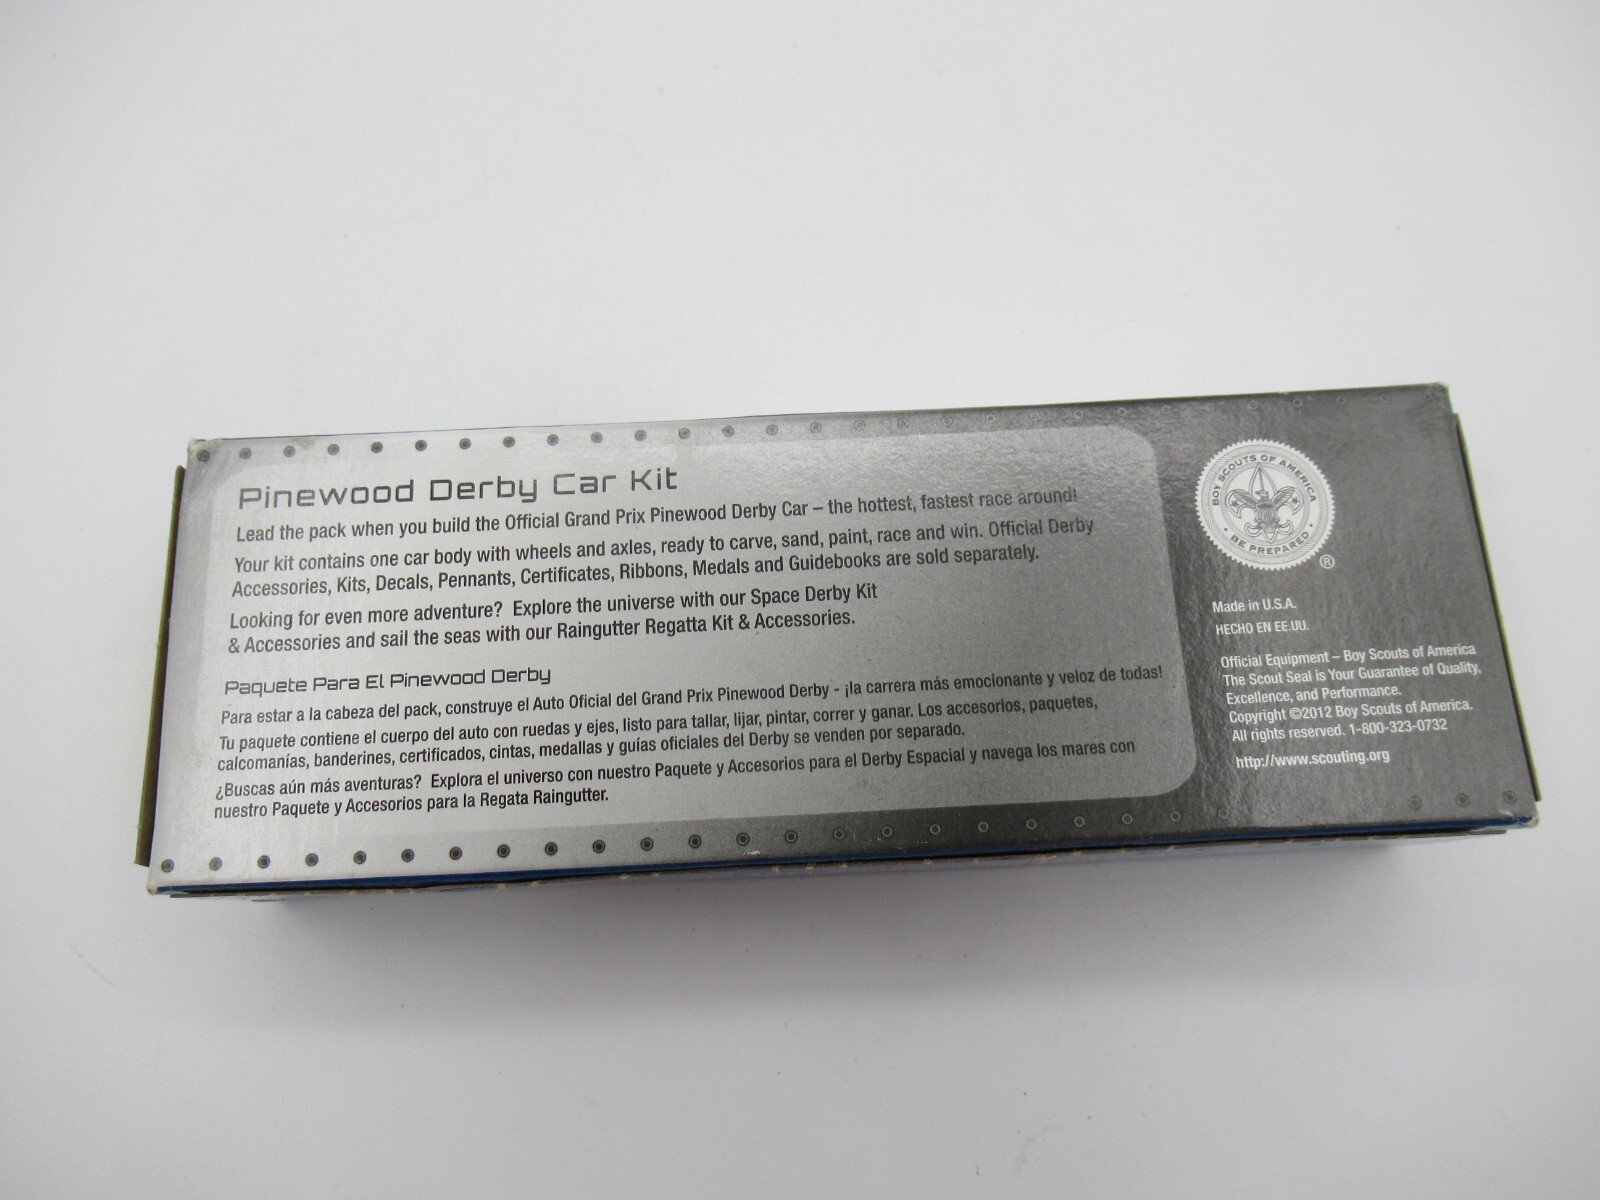 Pinewood Derby Car Kit
Lead the pack when you build the Official Grand Prix Pinewood Derby Car – the hottest, fastest race around!
Your kit contains one car body with wheels and axles, ready to carve, sand, paint, race and win. Official Derby
Accessories, Kits, Decals, Pennants, Certificates, Ribbons, Medals and Guidebooks are sold separately.
Looking for even more adventure? Explore the universe with our Space Derby Kit
& Accessories and sail the seas with our Raingutter Regatta Kit & Accessories.
Paquete Para El Pinewood Derby
Para estar a la cabeza del pack, construye el Auto Oficial del Grand Prix Pinewood Derby - ¡la carrera más emocionante y veloz de todas!
Tu paquete contiene el cuerpo del auto con ruedas y ejes, listo para tallar, lijar, pintar, correr y ganar. Los accesorios, paquetes,
calcomanías, banderines, certificados, cintas, medallas y guías oficiales del Derby se venden por separado.
¿Buscas aún más aventuras? Explora el universo con nuestro Paquete y Accesorios para el Derby Espacial y navega los mares con
nuestro Paquete y Accesorios para la Regata Raingutter.
BOY SCOUTS OF AMERICA
BE PREPARED
®
Made in U.S.A.
HECHO EN EE.UU.
Official Equipment – Boy Scouts of America
The Scout Seal is Your Guarantee of Quality,
Excellence, and Performance.
Copyright ©2012 Boy Scouts of America.
All rights reserved. 1-800-323-0732
http://www.scouting.org